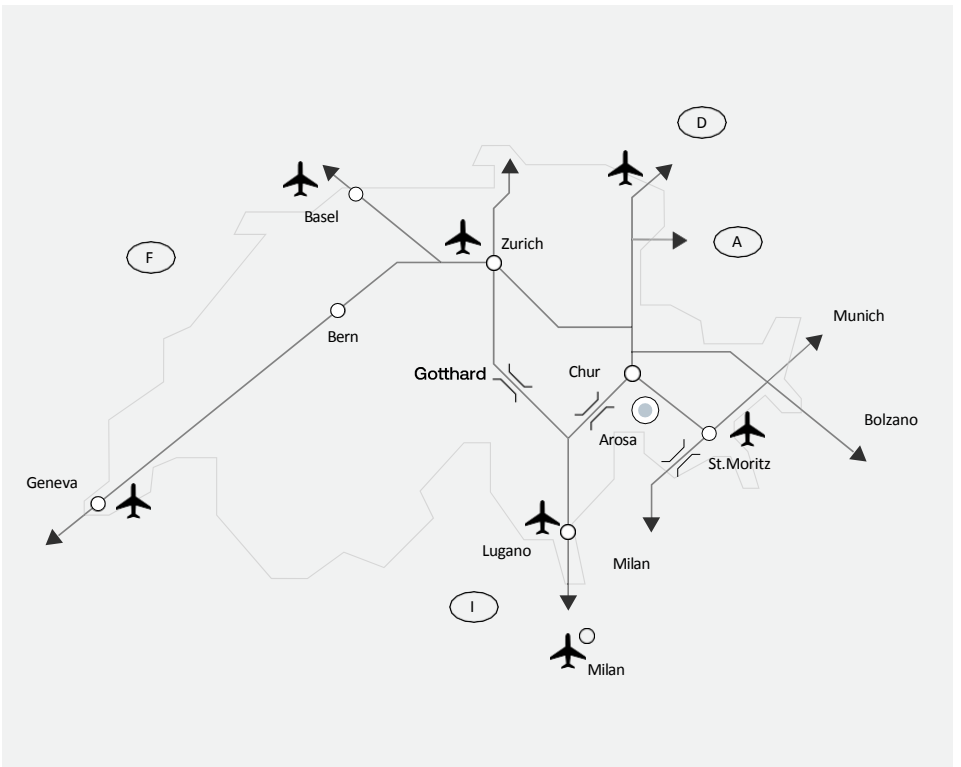 D
A
F
Basel
Zurich
Munich
Bern
Gotthard
Chur
Bolzano
Arosa
St.Moritz
Geneva
Lugano
Milan
I
Milan